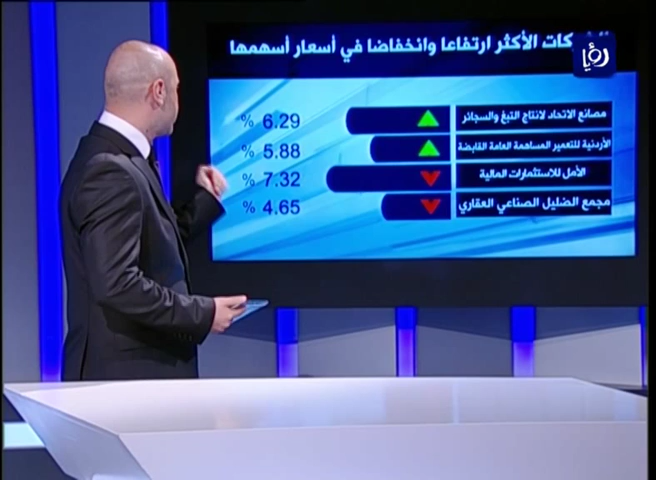 الشركات الأكثر ارتفاعا وانخفاضا في أسعار أسهمها
رؤيا
مصانع الاتحاد لانتاج التبغ والسجائر 6.29 %
الأردنية للتعمير المساهمة العامة القابضة 5.88 %
الأمل للاستثمارات المالية 7.32 %
مجمع الضليل الصناعي العقاري 4.65 %